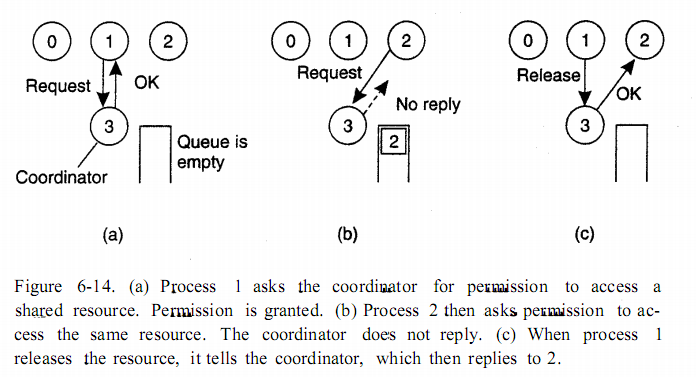 0 1 2
Request OK
3
Queue is
empty
Coordinator
(a)
0 1 2
Request
No reply
3
2
(b)
0 1 2
Release
OK
3
(c)
Figure 6-14. (a) Process 1 asks the coordinator for permission to access a
shared resource. Permission is granted. (b) Process 2 then asks permission to ac-
cess the same resource. The coordinator does not reply. (c) When process 1
releases the resource, it tells the coordinator, which then replies to 2.